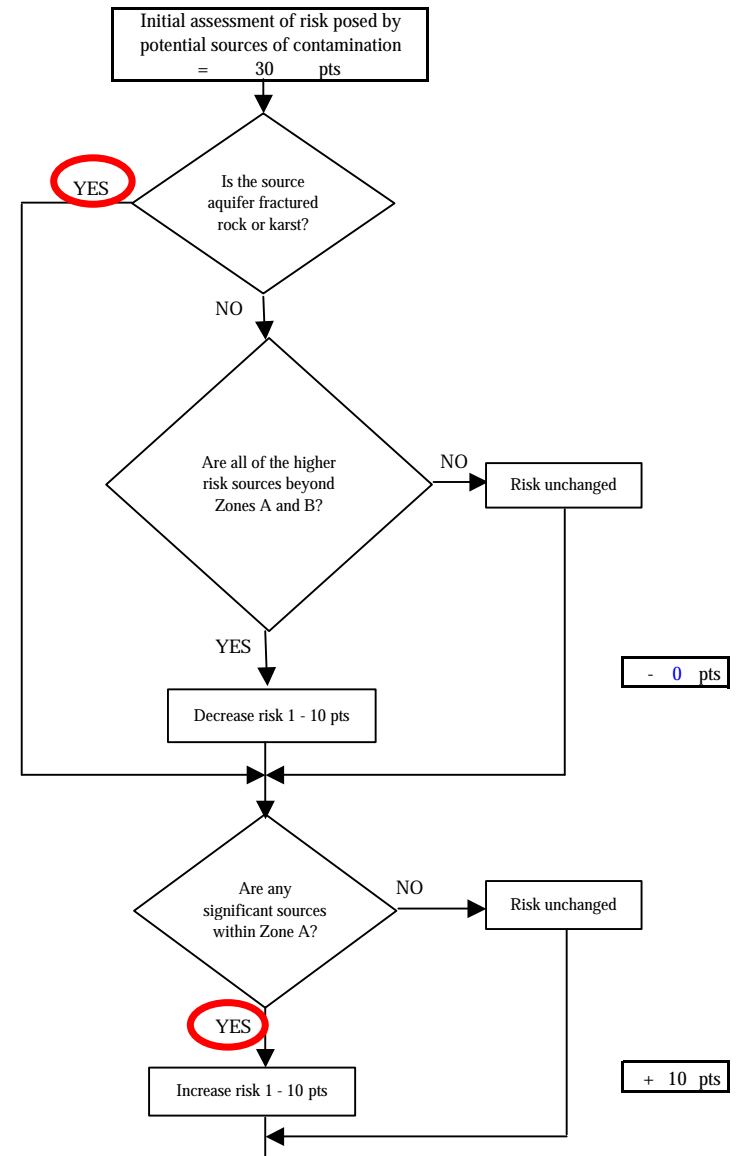 Initial assessment of risk posed by
potential sources of contamination
= 30 pts
YES
Is the source
aquifer fractured
rock or karst?
NO
Are all of the higher
risk sources beyond
Zones A and B?
NO
Risk unchanged
YES
- 0 pts
Decrease risk 1 - 10 pts
Are any
significant sources
within Zone A?
NO
Risk unchanged
YES
+ 10 pts
Increase risk 1 - 10 pts